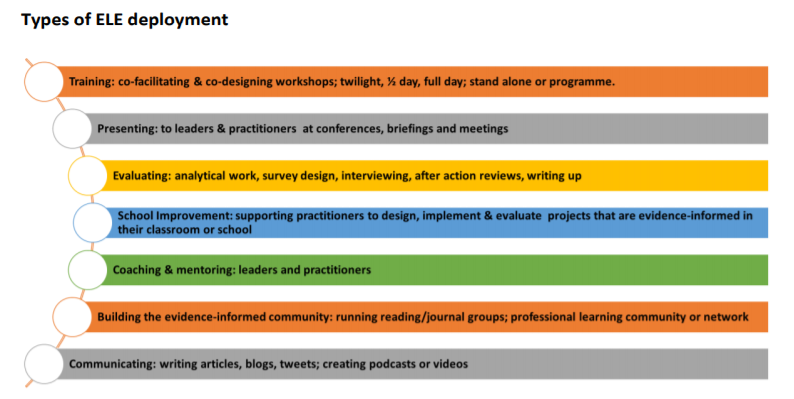 Types of ELE deployment
Training: co-facilitating & co-designing workshops; twilight, ½ day, full day; stand alone or programme.
Presenting: to leaders & practitioners at conferences, briefings and meetings
Evaluating: analytical work, survey design, interviewing, after action reviews, writing up
School Improvement: supporting practitioners to design, implement & evaluate projects that are evidence-informed in
their classroom or school
Coaching & mentoring: leaders and practitioners
Building the evidence-informed community: running reading/journal groups; professional learning community or network
Communicating: writing articles, blogs, tweets; creating podcasts or videos